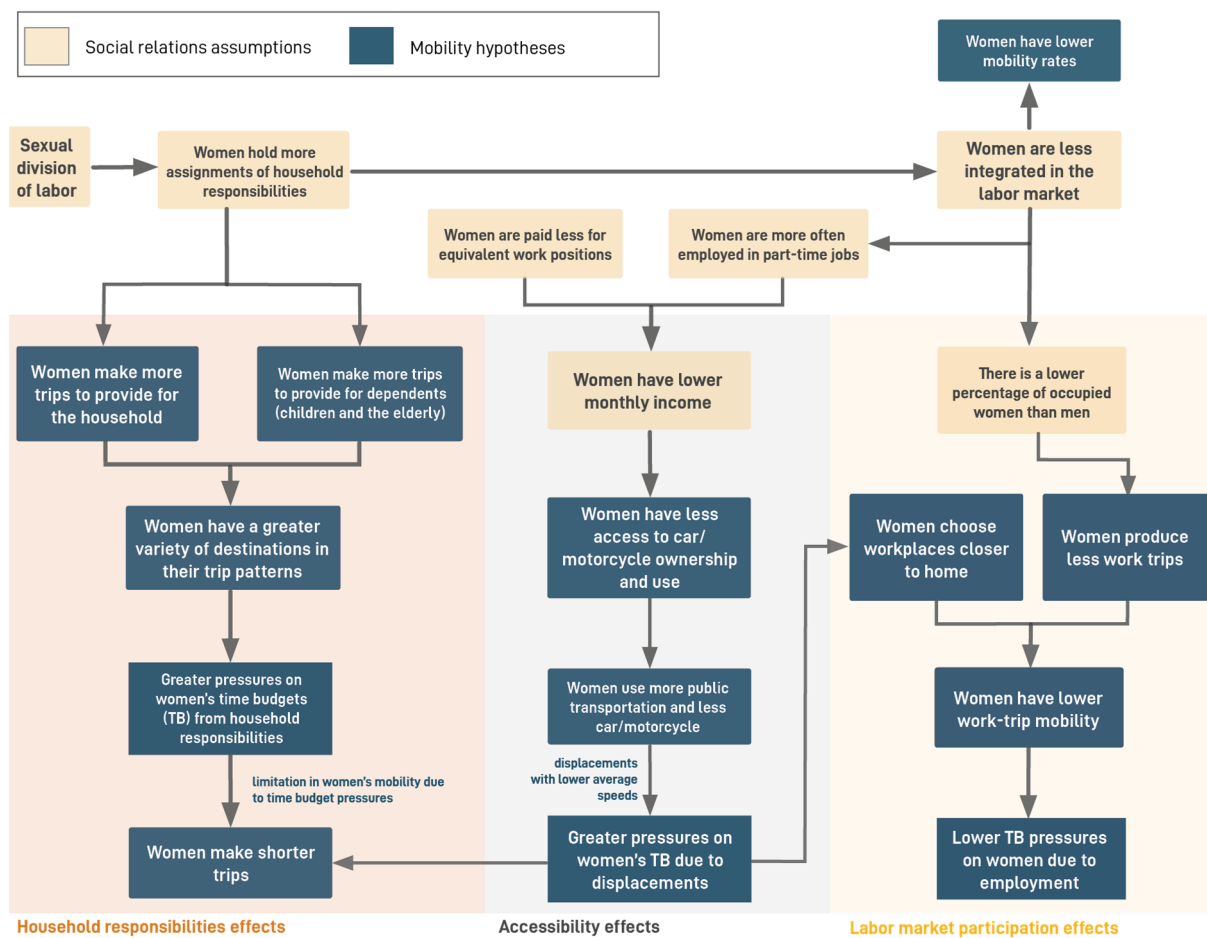 Social relations assumptions
Mobility hypotheses
Women have lower
mobility rates
Sexual
division
of labor
Women hold more
assignments of household
responsibilities
Women are less
integrated in the
labor market
Women are paid less for
equivalent work positions
Women are more often
employed in part-time jobs
Women make more
trips to provide for
the household
Women make more trips
to provide for dependents
(children and the elderly)
Women have lower
monthly income
There is a lower
percentage of occupied
women than men
Women have a greater
variety of destinations in
their trip patterns
Women have less
access to car/
motorcycle ownership
and use
Women choose
workplaces closer
to home
Women produce
less work trips
Greater pressures on
women's time budgets
(TB) from household
responsibilities
Women use more public
transportation and less
car/motorcycle
Women have lower
work-trip mobility
limitation in women's mobility due
to time budget pressures
displacements
with lower average
speeds
Women make shorter
trips
Greater pressures on
women's TB due to
displacements
Lower TB pressures
on women due to
employment
Household responsibilities effects
Accessibility effects
Labor market participation effects